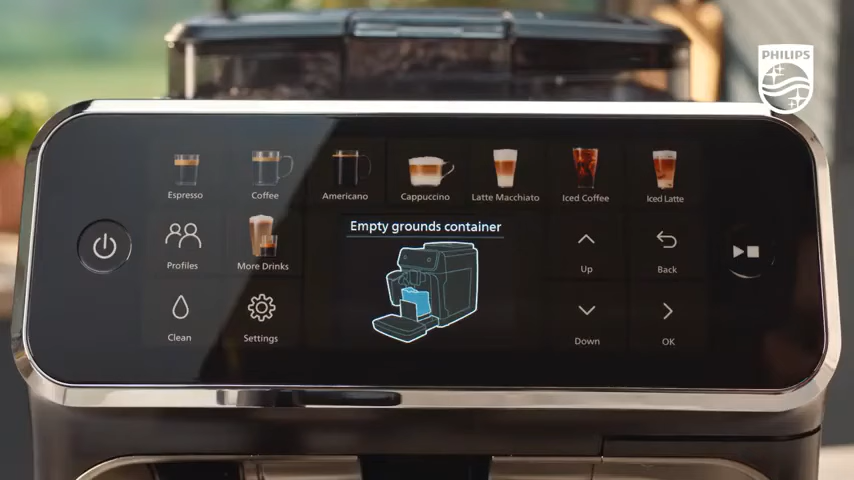 PHILIPS
Espresso
Coffee
Americano
Cappuccino
Latte Macchiato
Iced Coffee
Iced Latte
Empty grounds container
Profiles
More Drinks
Up
Back
Clean
Settings
Down
OK